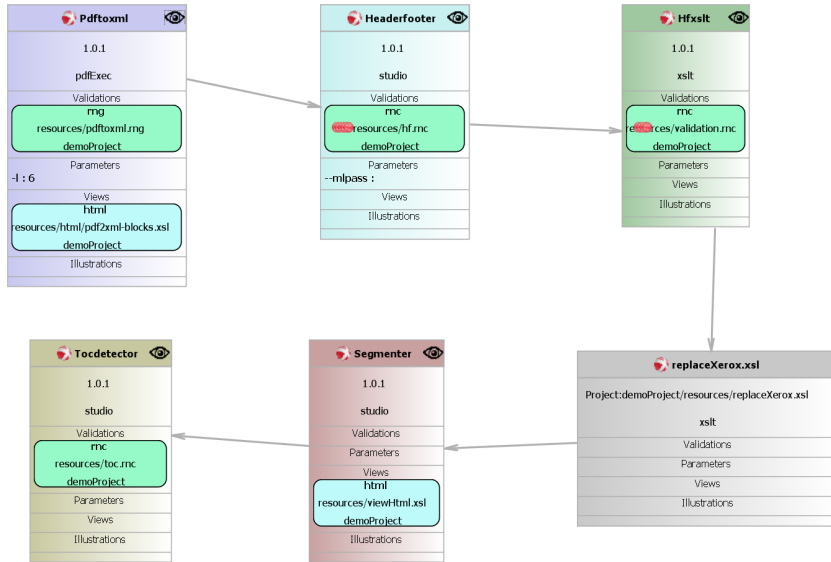 Pdftoxml
1.0.1
pdfExec
Validations
rng
resources/pdftoxml.rng
demoProject
Parameters
-l : 6
Views
html
resources/html/pdf2xml-blocks.xsl
demoProject
Illustrations
Headerfooter
1.0.1
studio
Validations
rnc
resources/hf.rnc
demoProject
Parameters
--mlpass :
Views
Illustrations
Hfxslt
1.0.1
xslt
Validations
rnc
demoProject
Parameters
Views
Illustrations
replaceXerox.xsl
Project:demoProject/resources/replaceXerox.xsl
xslt
Validations
Parameters
Views
Illustrations
Segmenter
1.0.1
studio
Validations
Parameters
Views
html
resources/viewHtml.xsl
demoProject
Illustrations
Tocdetector
1.0.1
studio
Validations
rnc
resources/toc.rnc
demoProject
Parameters
Views
Illustrations